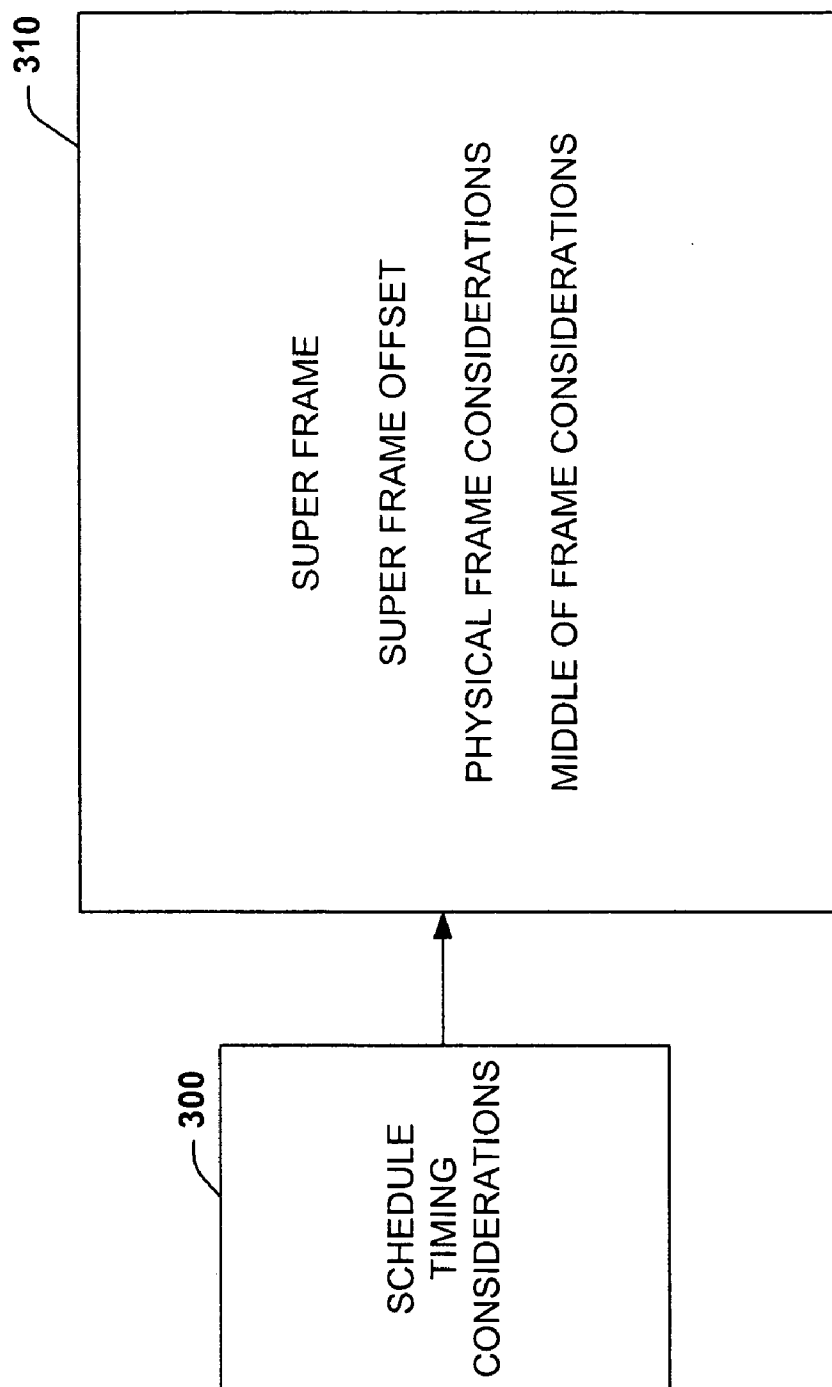 300
SCHEDULE
TIMING
CONSIDERATIONS
310
SUPER FRAME
SUPER FRAME OFFSET
PHYSICAL FRAME CONSIDERATIONS
MIDDLE OF FRAME CONSIDERATIONS